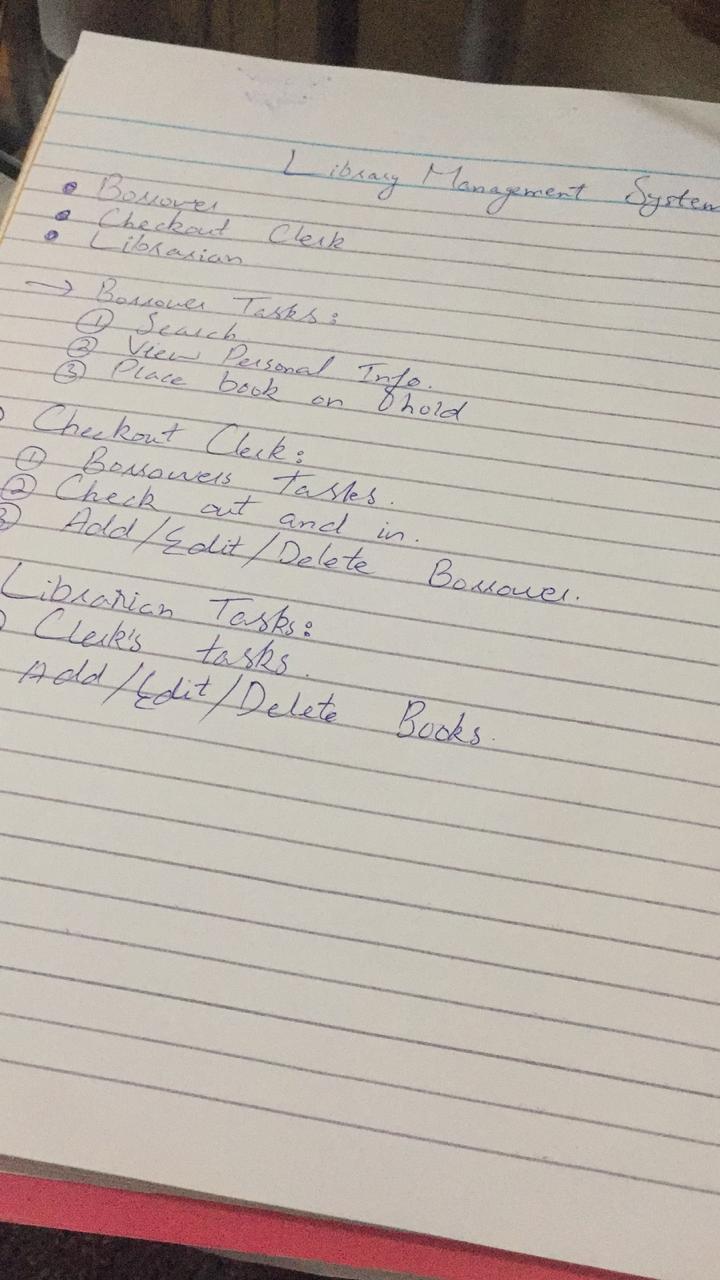 Library Management System
• Borrower
• Checkout Clerk
• Librarian
→ Borrower Tasks:
① Search
② View Personal Info.
③ Place book on hold
Checkout Clerk:
① Borrowers Tasks.
② Check out and in.
③ Add/Edit/Delete Borrower.
Librarian Tasks:
Clerk's tasks.
Add/Edit/Delete Books.